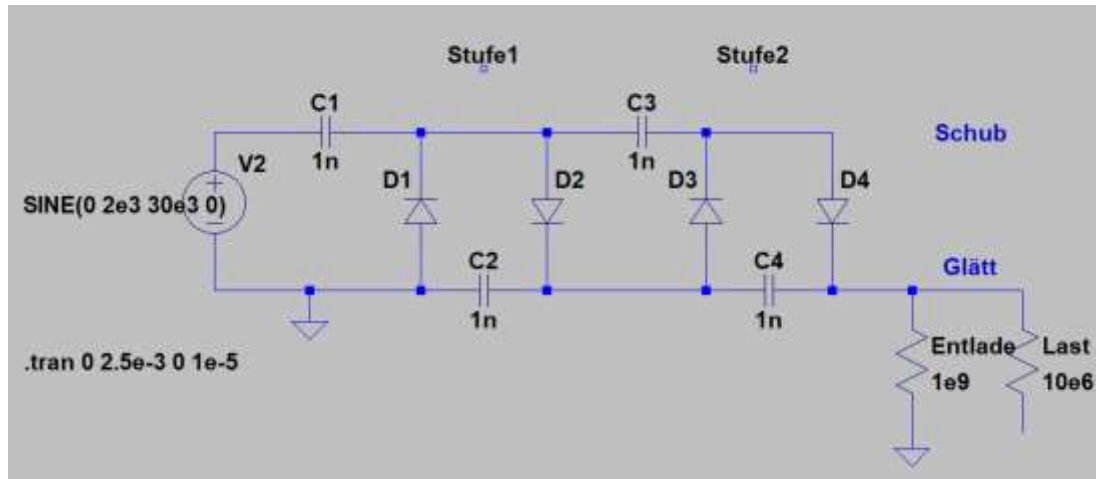 Stufe1
Stufe2
C1
1n
C3
1n
Schub
V2
SINE(0 2e3 30e3 0)
D1
D2
D3
D4
C2
1n
C4
1n
Glätt
Entlade
1e9
Last
10e6
.tran 0 2.5e-3 0 1e-5